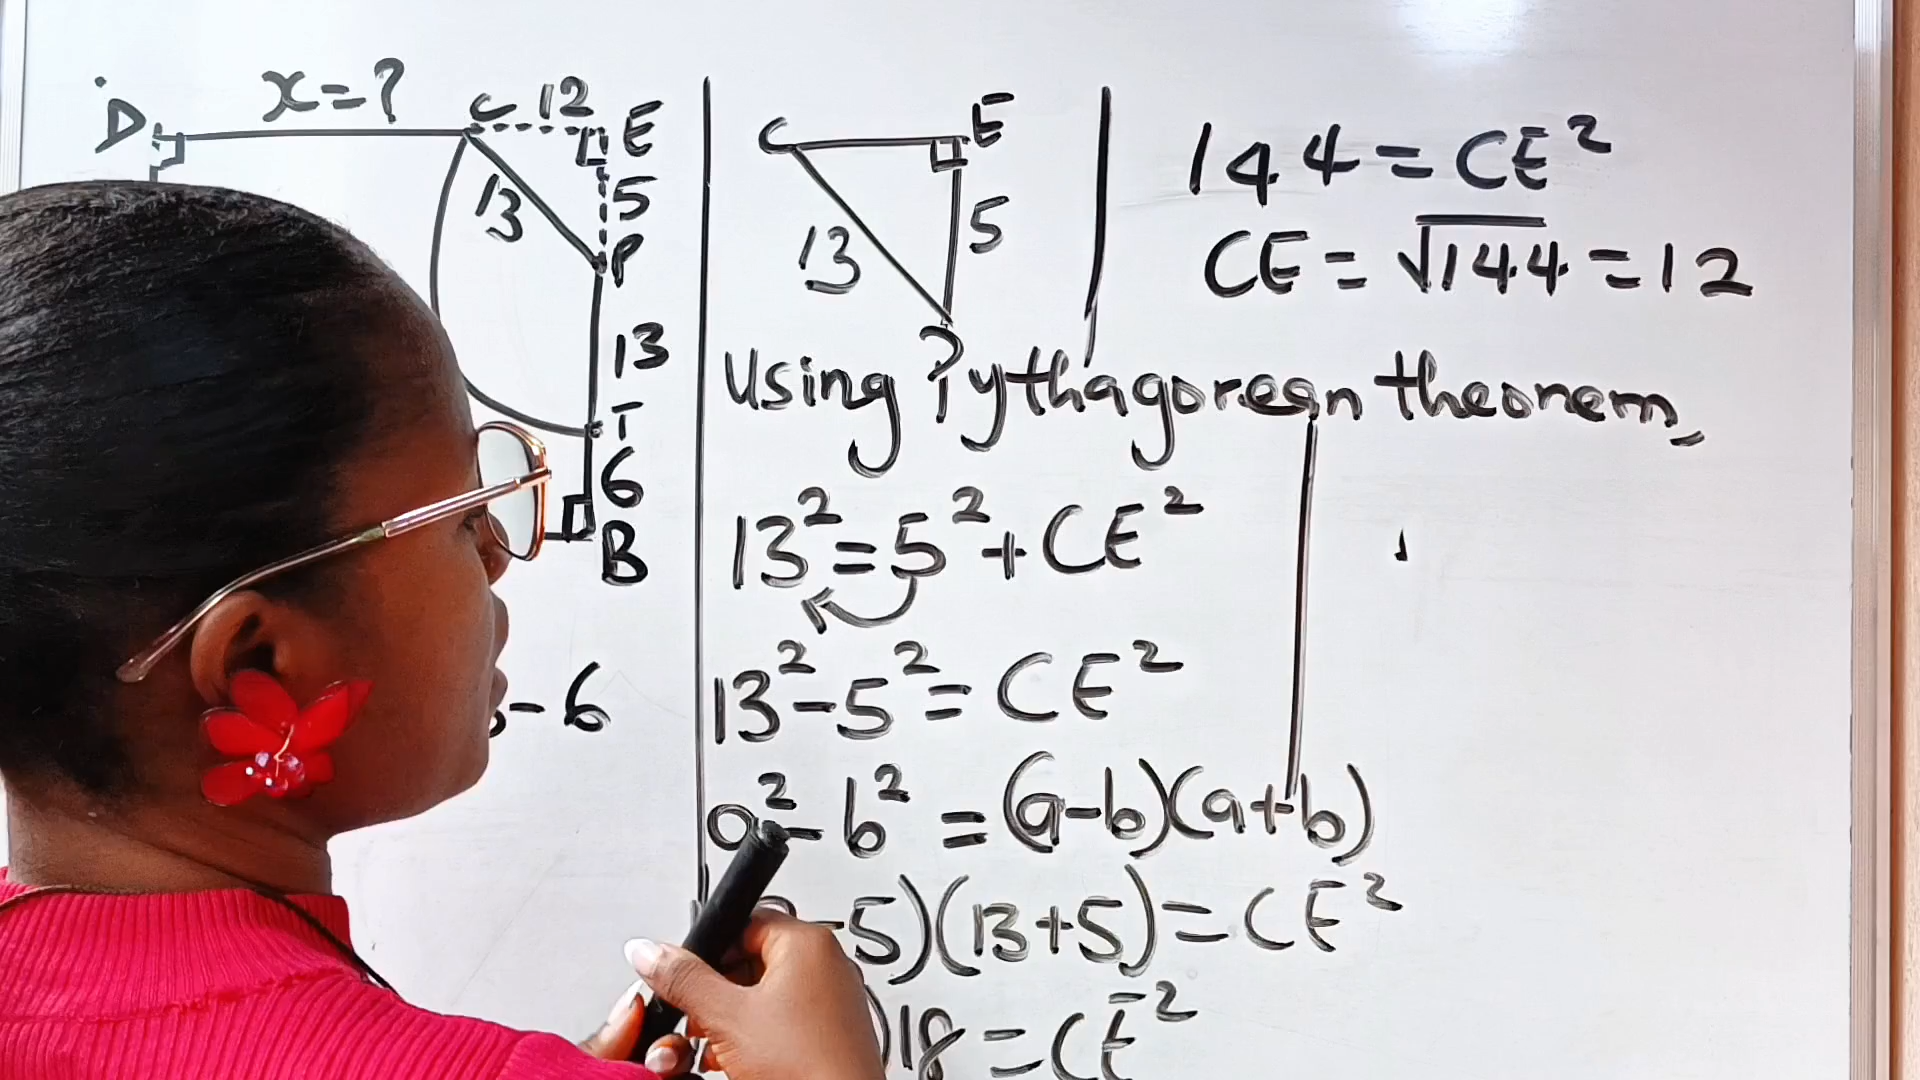 D x=? C 12 E
13
5
P
13
T
6
B
- 6
C E
13 5
P
144 = CE²
CE = √144 = 12
Using Pythagorean theorem,
13² = 5² + CE²
13² - 5² = CE²
a² - b² = (a-b)(a+b)
-5)(13+5) = CE²
)18 = CE²